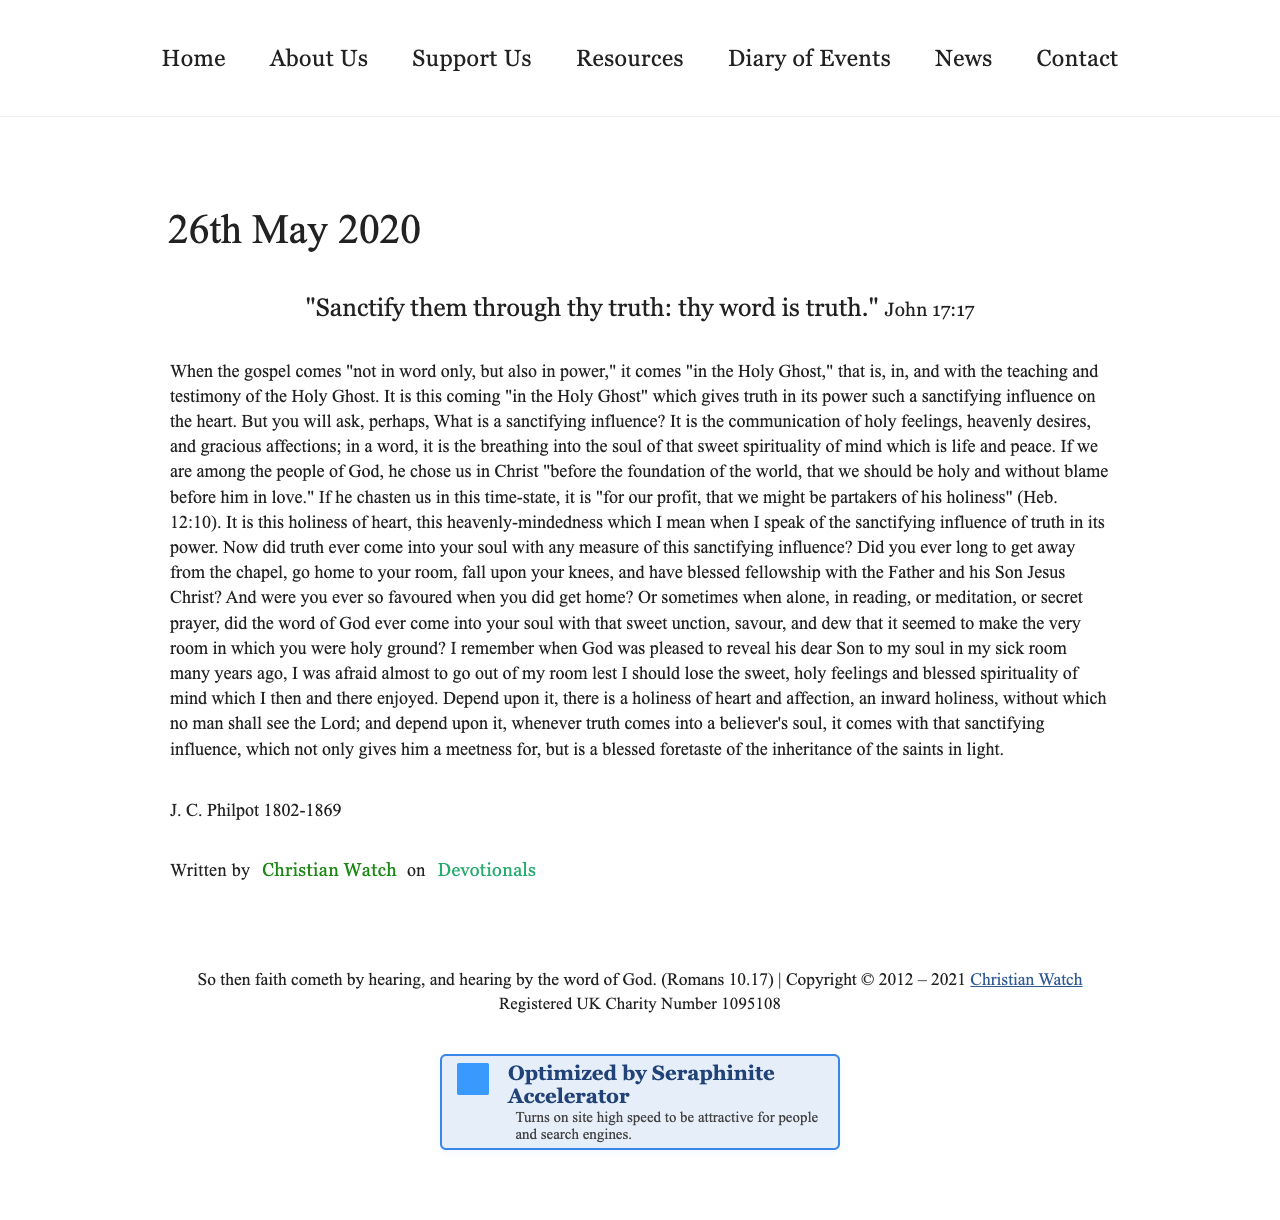 Home About Us Support Us Resources Diary of Events News Contact
26th May 2020
"Sanctify them through thy truth: thy word is truth." John 17:17
When the gospel comes "not in word only, but also in power," it comes "in the Holy Ghost," that is, in, and with the teaching and
testimony of the Holy Ghost. It is this coming "in the Holy Ghost" which gives truth in its power such a sanctifying influence on
the heart. But you will ask, perhaps, What is a sanctifying influence? It is the communication of holy feelings, heavenly desires,
and gracious affections; in a word, it is the breathing into the soul of that sweet spirituality of mind which is life and peace. If we
are among the people of God, he chose us in Christ "before the foundation of the world, that we should be holy and without blame
before him in love." If he chasten us in this time-state, it is "for our profit, that we might be partakers of his holiness" (Heb.
12:10). It is this holiness of heart, this heavenly-mindedness which I mean when I speak of the sanctifying influence of truth in its
power. Now did truth ever come into your soul with any measure of this sanctifying influence? Did you ever long to get away
from the chapel, go home to your room, fall upon your knees, and have blessed fellowship with the Father and his Son Jesus
Christ? And were you ever so favoured when you did get home? Or sometimes when alone, in reading, or meditation, or secret
prayer, did the word of God ever come into your soul with that sweet unction, savour, and dew that it seemed to make the very
room in which you were holy ground? I remember when God was pleased to reveal his dear Son to my soul in my sick room
many years ago, I was afraid almost to go out of my room lest I should lose the sweet, holy feelings and blessed spirituality of
mind which I then and there enjoyed. Depend upon it, there is a holiness of heart and affection, an inward holiness, without which
no man shall see the Lord; and depend upon it, whenever truth comes into a believer's soul, it comes with that sanctifying
influence, which not only gives him a meetness for, but is a blessed foretaste of the inheritance of the saints in light.
J. C. Philpot 1802-1869
Written by Christian Watch on Devotionals
So then faith cometh by hearing, and hearing by the word of God. (Romans 10.17) | Copyright © 2012 – 2021 Christian Watch
Registered UK Charity Number 1095108
Optimized by Seraphinite
Accelerator
Turns on site high speed to be attractive for people
and search engines.